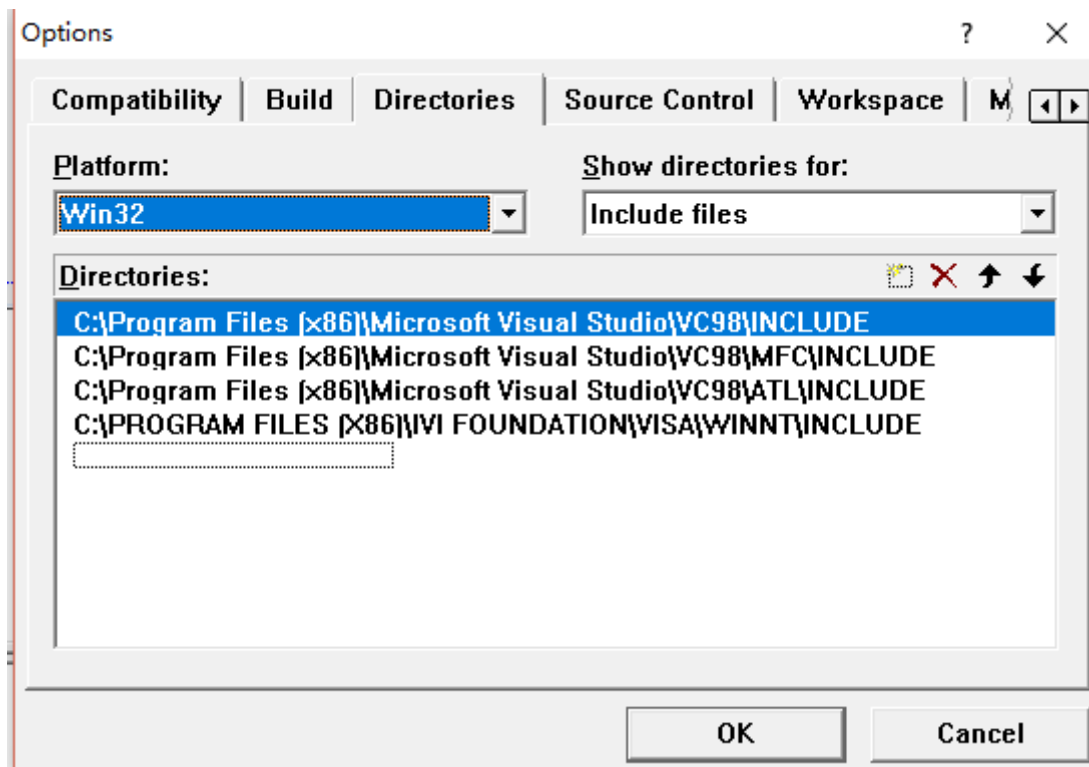 Options
Compatibility Build Directories Source Control Workspace M
Platform: Show directories for:
Win32 Include files
Directories:
C:\Program Files (x86)\Microsoft Visual Studio\VC98\INCLUDE
C:\Program Files (x86)\Microsoft Visual Studio\VC98\MFC\INCLUDE
C:\Program Files (x86)\Microsoft Visual Studio\VC98\ATL\INCLUDE
C:\PROGRAM FILES (X86)\IVI FOUNDATION\VISA\WINNT\INCLUDE
OK Cancel